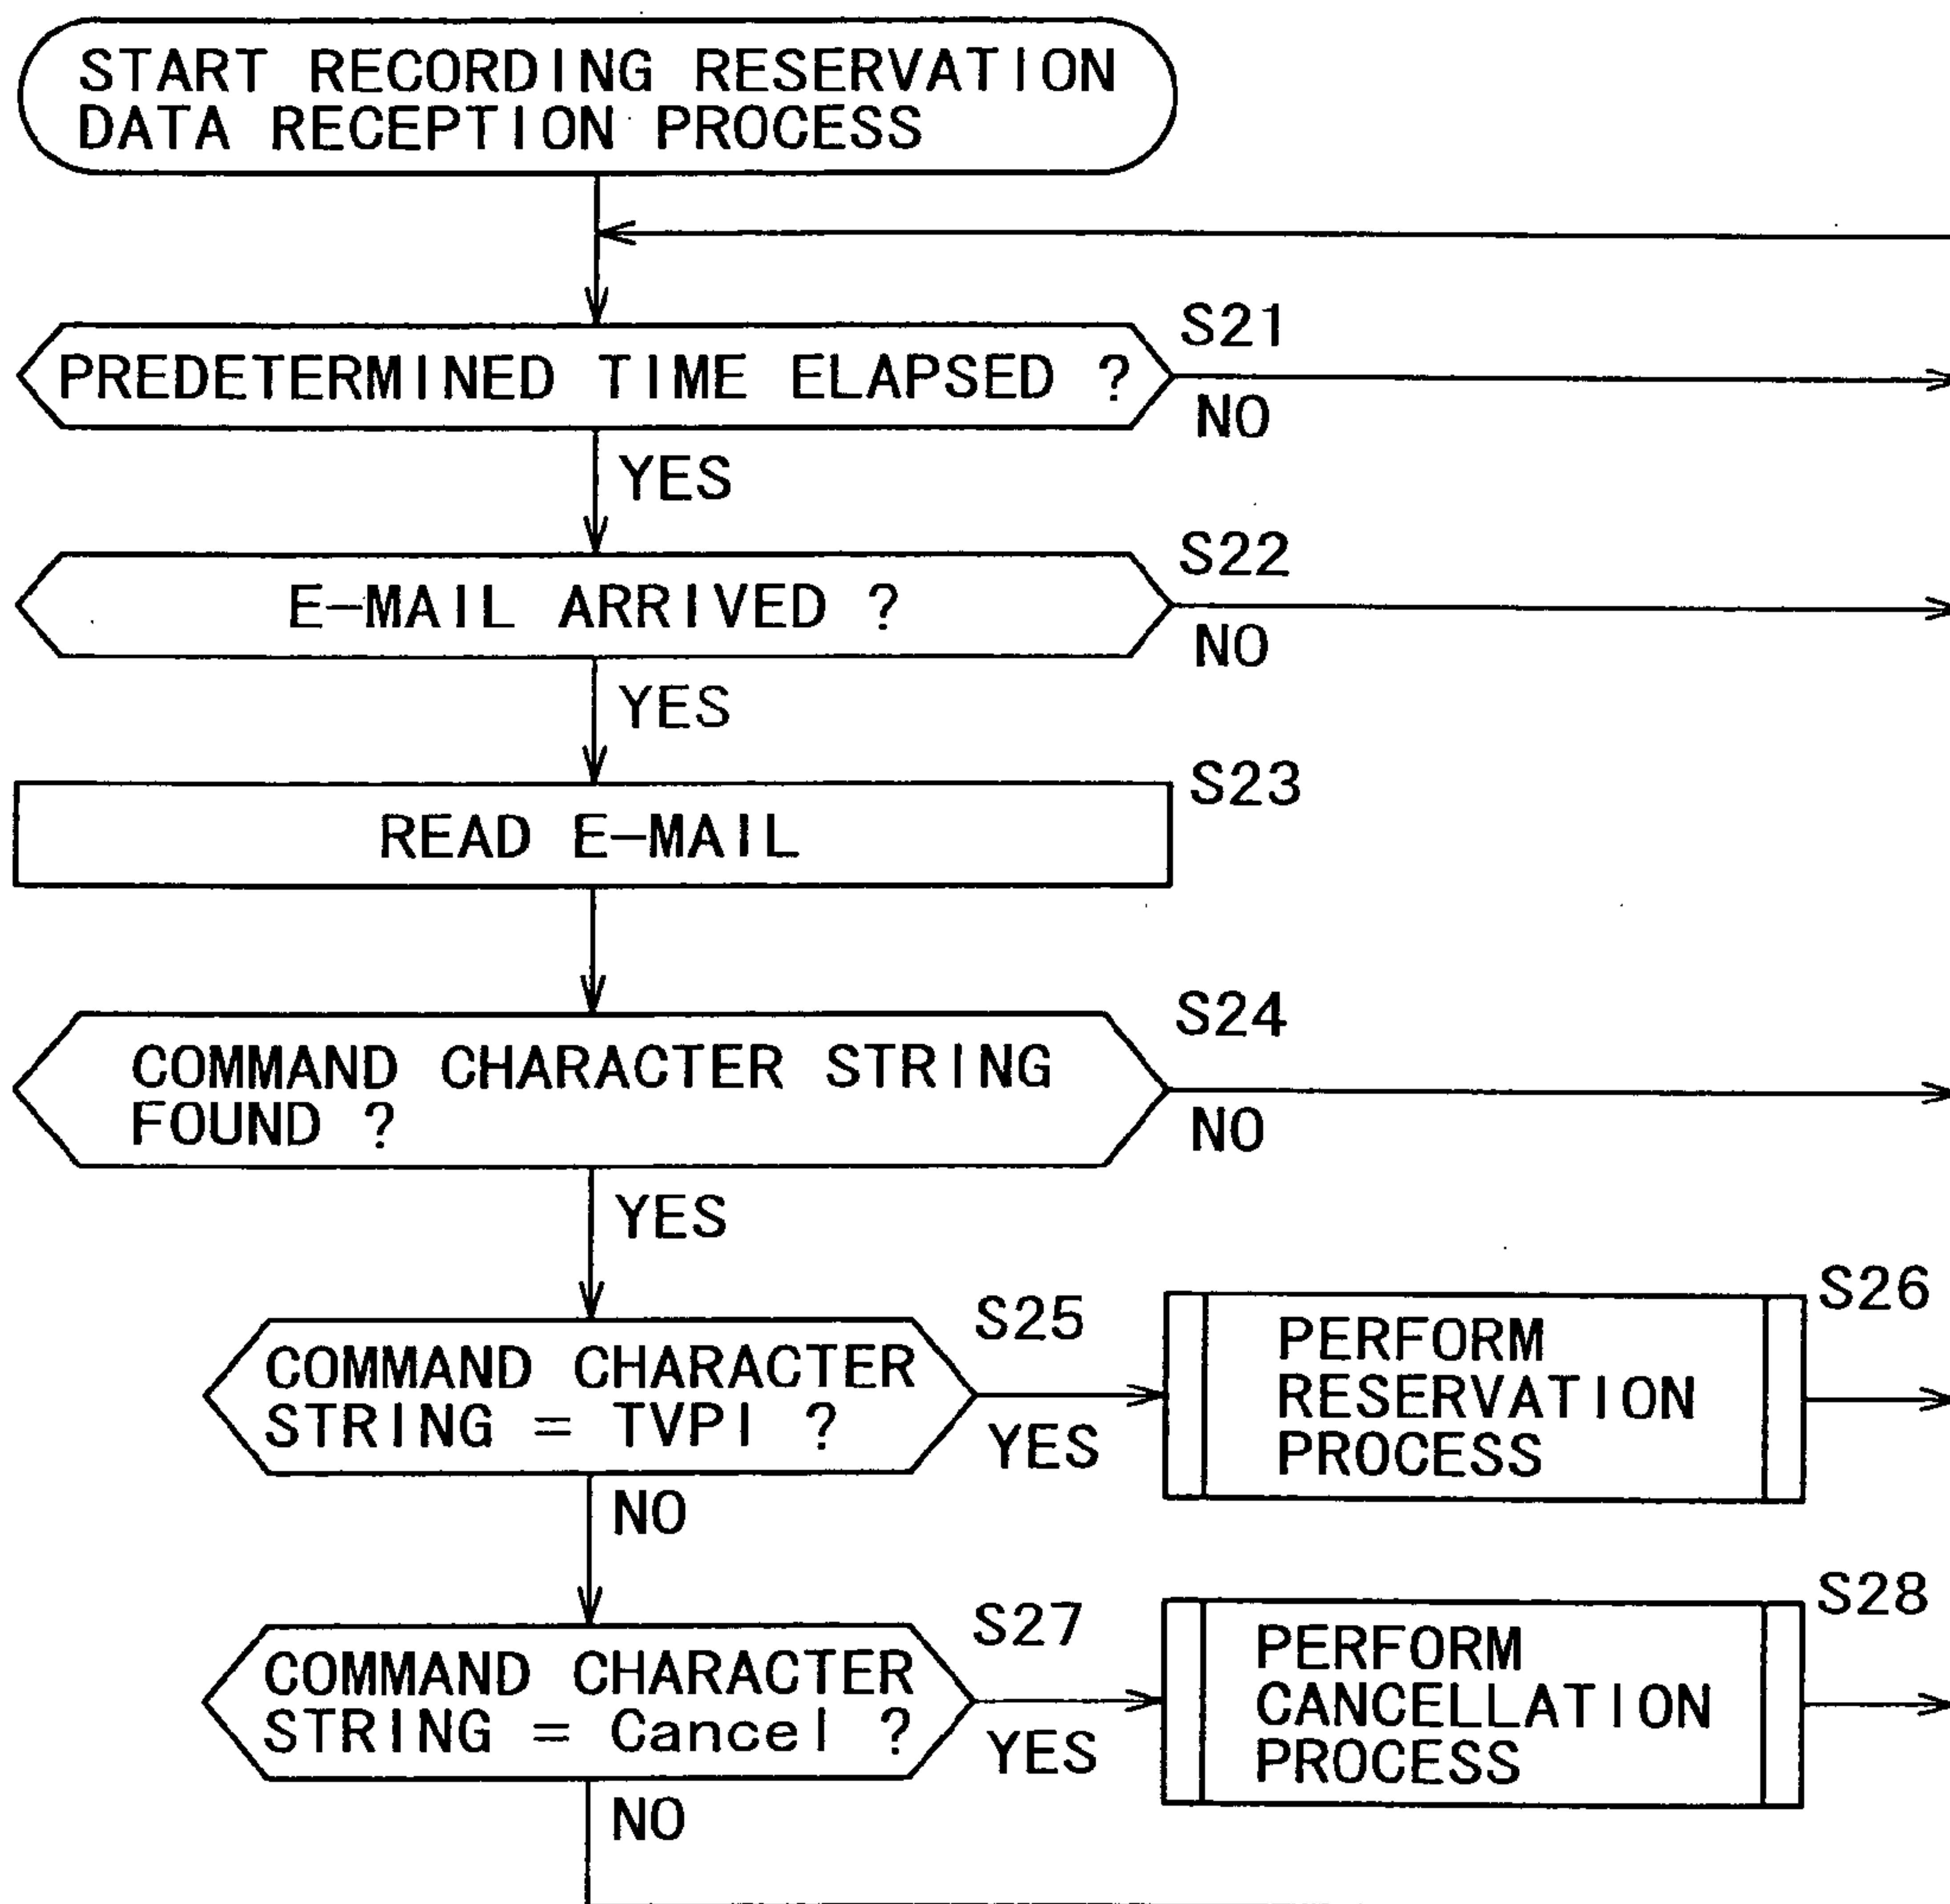 START RECORDING RESERVATION
DATA RECEPTION PROCESS
PREDETERMINED TIME ELAPSED ?
S21
NO
YES
E-MAIL ARRIVED ?
S22
NO
YES
READ E-MAIL
S23
COMMAND CHARACTER STRING
FOUND ?
S24
NO
YES
COMMAND CHARACTER
STRING = TVPI ?
S25
YES
PERFORM
RESERVATION
PROCESS
S26
NO
COMMAND CHARACTER
STRING = Cancel ?
S27
YES
PERFORM
CANCELLATION
PROCESS
S28
NO